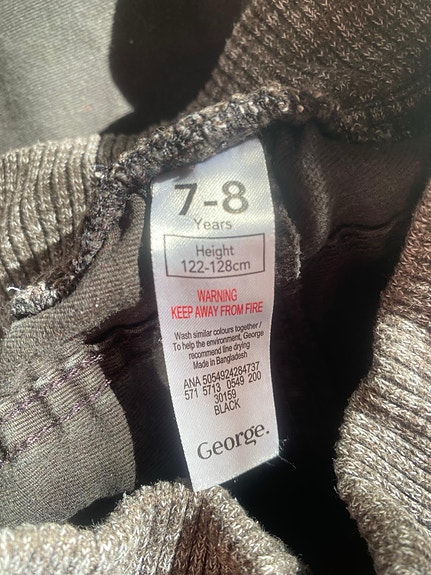 7-8
Years
Height
122-128cm
WARNING
KEEP AWAY FROM FIRE
Wash similar colours together /
To help the environment, George
recommend line drying
Made in Bangladesh
ANA 5054924284737
571 5713 0549 200
30159
BLACK
George.